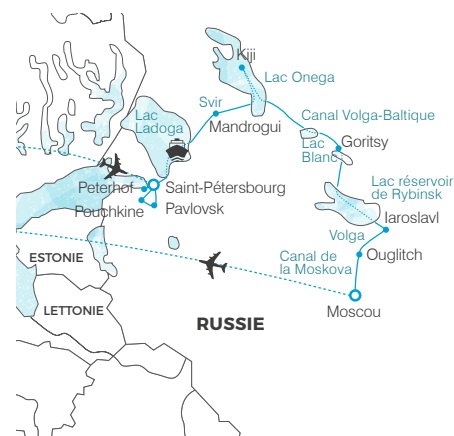 Kiji
Lac Onega
Svir
Lac
Ladoga
Mandrogui
Canal Volga-Baltique
Lac
Blanc
Goritsy
Peterhof
Saint-Pétersbourg
Pouchkine
Pavlovsk
Lac réservoir
de Rybinsk
Iaroslavl
Volga
Ouglitch
Canal de
la Moskova
ESTONIE
LETTONIE
Moscou
RUSSIE